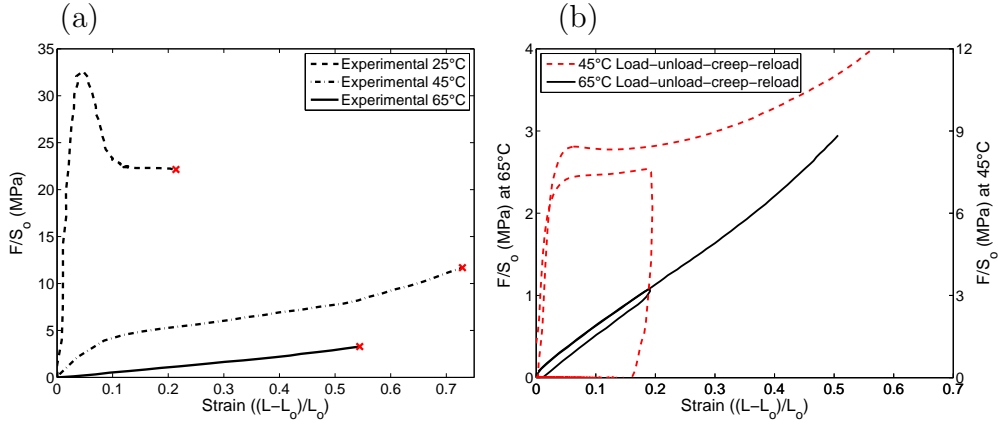 (a)
(b)
35
30
25
20
15
10
5
0
F/S_o (MPa)
Experimental 25°C
Experimental 45°C
Experimental 65°C
0 0.1 0.2 0.3 0.4 0.5 0.6 0.7
Strain ((L−L_o)/L_o)
4
3
2
1
0
F/S_o (MPa) at 65°C
45°C Load−unload−creep−reload
65°C Load−unload−creep−reload
12
9
6
3
0
F/S_o (MPa) at 45°C
0 0.1 0.2 0.3 0.4 0.5 0.6 0.7
Strain ((L−L_o)/L_o)